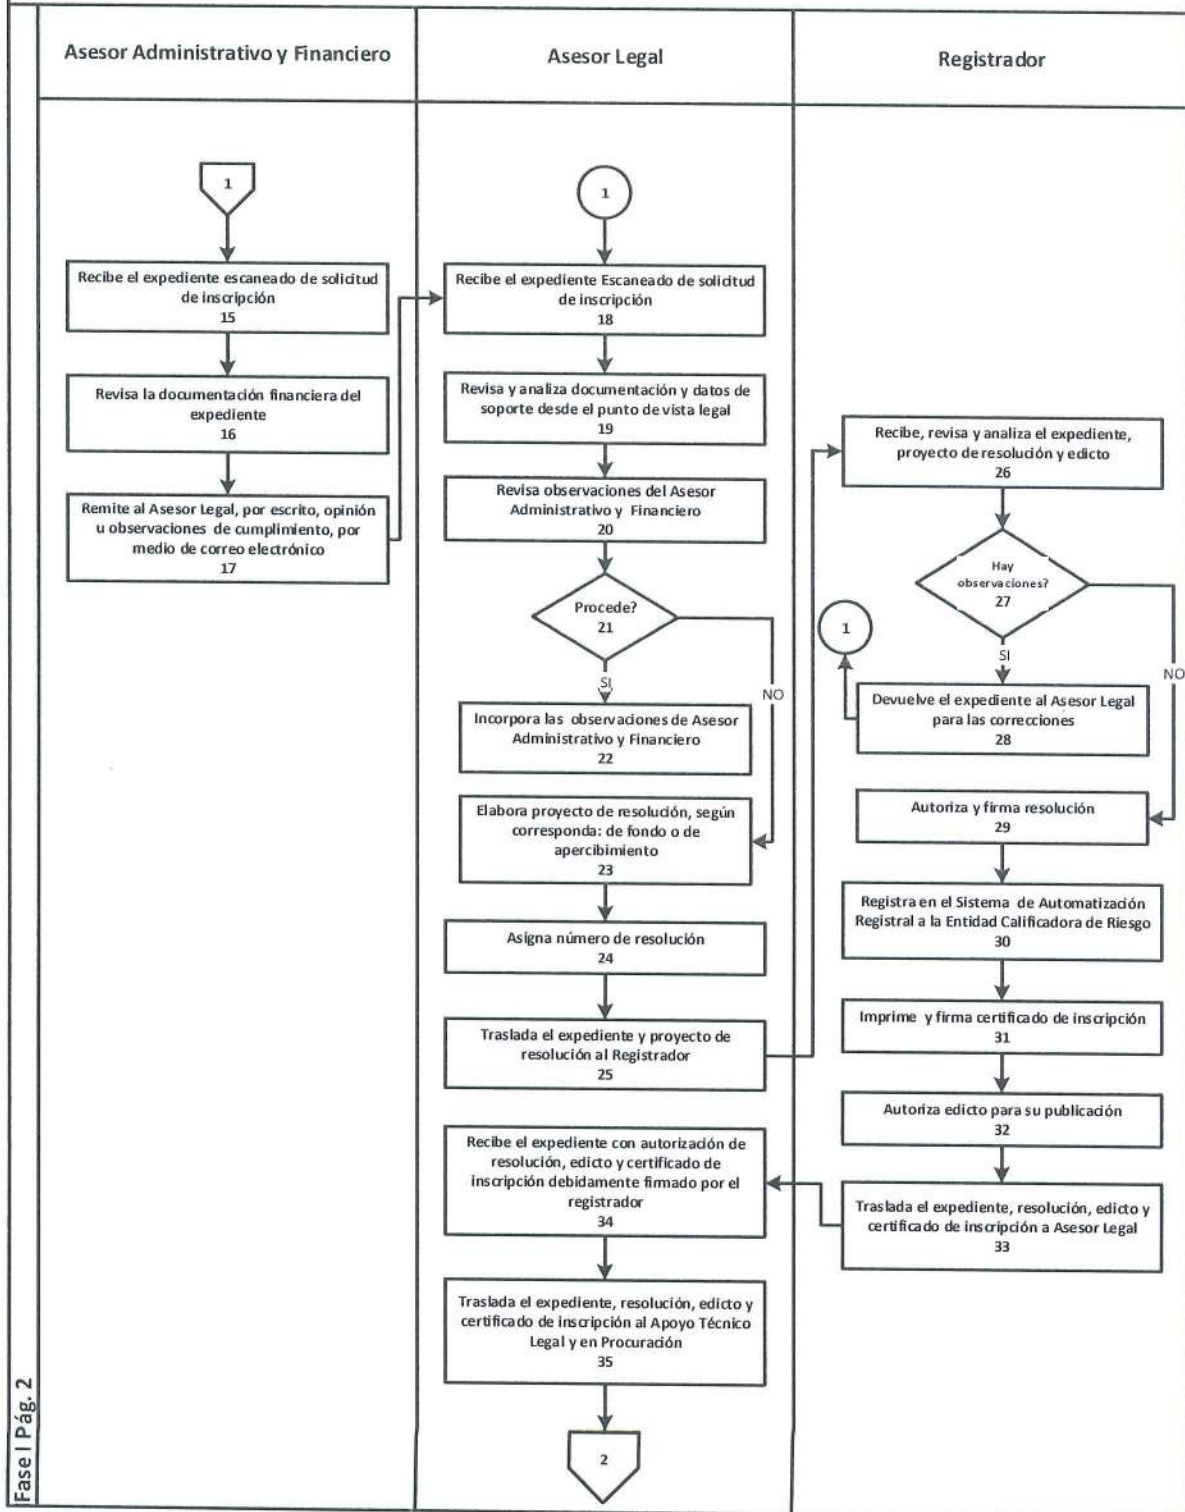 Asesor Administrativo y Financiero
Asesor Legal
Registrador
1
Recibe el expediente escaneado de solicitud
de inscripción
15
Revisa la documentación financiera del
expediente
16
Remite al Asesor Legal, por escrito, opinión
u observaciones de cumplimiento, por
medio de correo electrónico
17
1
Recibe el expediente Escaneado de solicitud
de inscripción
18
Revisa y analiza documentación y datos de
soporte desde el punto de vista legal
19
Revisa observaciones del Asesor
Administrativo y Financiero
20
Procede?
21
SI
NO
Incorpora las observaciones de Asesor
Administrativo y Financiero
22
Elabora proyecto de resolución, según
corresponda: de fondo o de
apercibimiento
23
Asigna número de resolución
24
Traslada el expediente y proyecto de
resolución al Registrador
25
Recibe el expediente con autorización de
resolución, edicto y certificado de
inscripción debidamente firmado por el
registrador
34
Traslada el expediente, resolución, edicto y
certificado de inscripción al Apoyo Técnico
Legal y en Procuración
35
2
Recibe, revisa y analiza el expediente,
proyecto de resolución y edicto
26
Hay
observaciones?
27
1
SI
NO
Devuelve el expediente al Asesor Legal
para las correcciones
28
Autoriza y firma resolución
29
Registra en el Sistema de Automatización
Registral a la Entidad Calificadora de Riesgo
30
Imprime y firma certificado de inscripción
31
Autoriza edicto para su publicación
32
Traslada el expediente, resolución, edicto y
certificado de inscripción a Asesor Legal
33
Fase I Pág. 2